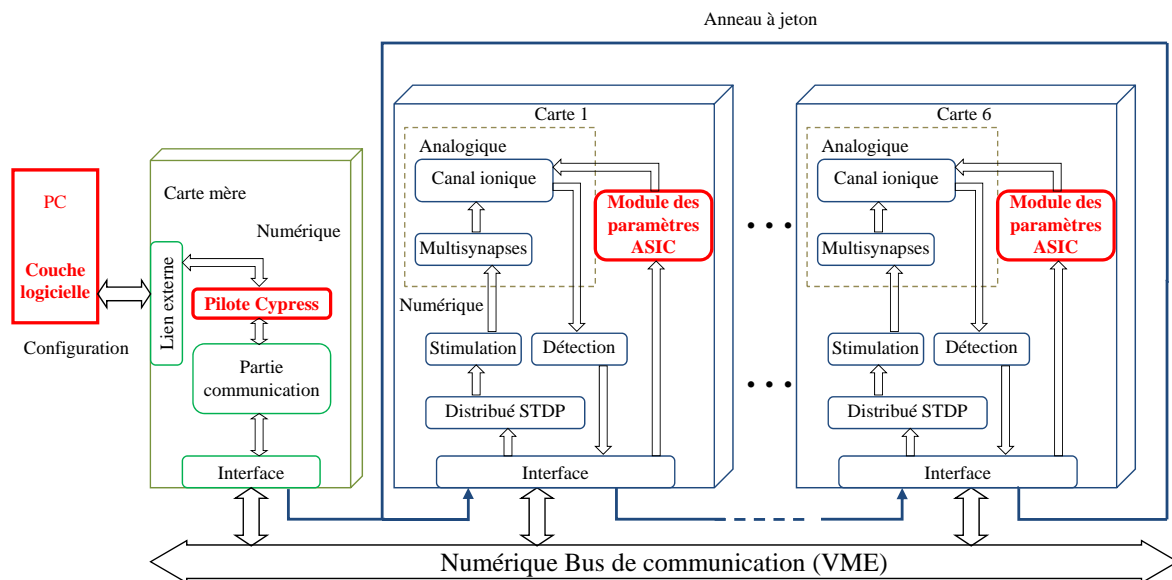 Anneau à jeton
PC
Couche
logicielle
Configuration
Carte mère
Numérique
Lien externe
Pilote Cypress
Partie
communication
Interface
Carte 1
Analogique
Canal ionique
Multisynapses
Module des
paramètres
ASIC
Numérique
Stimulation
Détection
Distribué STDP
Interface
Carte 6
Analogique
Canal ionique
Multisynapses
Module des
paramètres
ASIC
Stimulation
Détection
Distribué STDP
Interface
Numérique Bus de communication (VME)